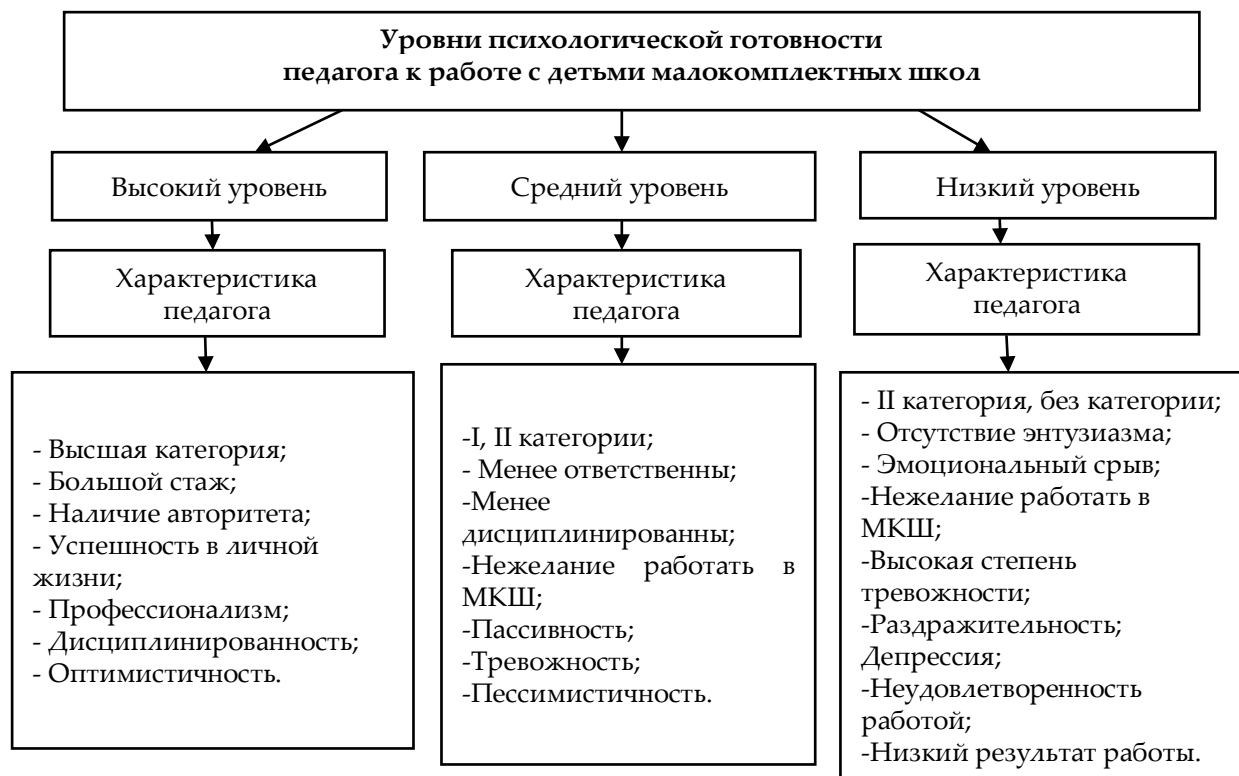 Уровни психологической готовности
педагога к работе с детьми малокомплектных школ
Высокий уровень
Средний уровень
Низкий уровень
Характеристика
педагога
Характеристика
педагога
Характеристика
педагога
- Высшая категория;
- Большой стаж;
- Наличие авторитета;
- Успешность в личной
жизни;
- Профессионализм;
- Дисциплинированность;
- Оптимистичность.
-I, II категории;
- Менее ответственны;
-Менее
дисциплинированны;
-Нежелание работать в
МКШ;
-Пассивность;
-Тревожность;
-Пессимистичность.
- II категория, без категории;
- Отсутствие энтузиазма;
- Эмоциональный срыв;
-Нежелание работать в
МКШ;
-Высокая степень
тревожности;
-Раздражительность;
Депрессия;
-Неудовлетворенность
работой;
-Низкий результат работы.